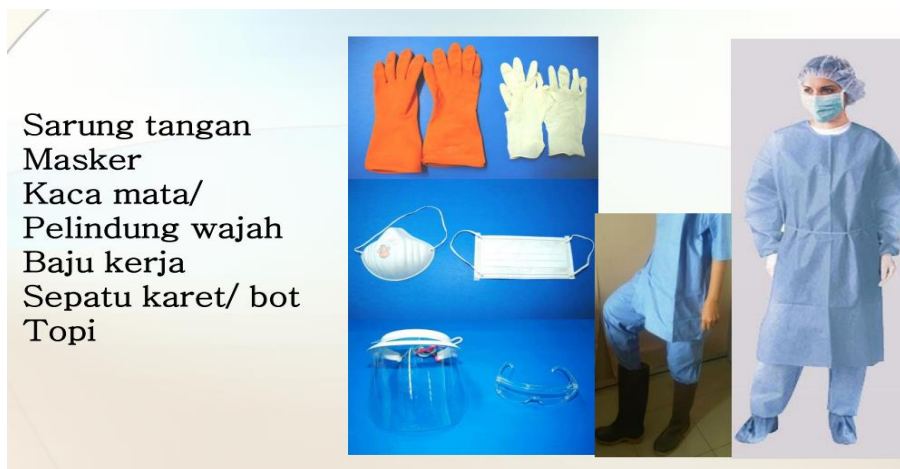 Sarung tangan
Masker
Kaca mata/
Pelindung wajah
Baju kerja
Sepatu karet/ bot
Topi